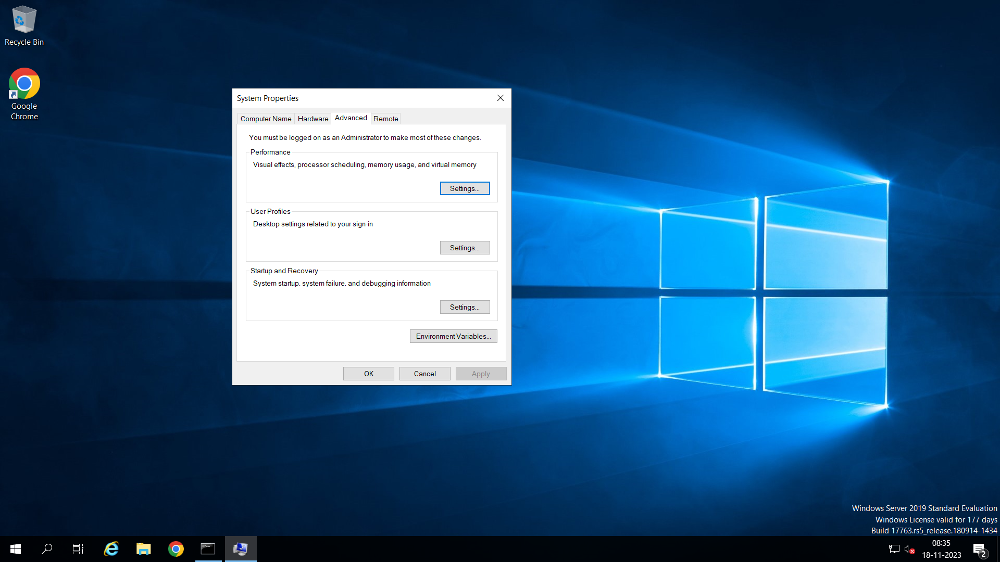 Recycle Bin
Google
Chrome
System Properties
Computer Name
Hardware
Advanced
Remote
You must be logged on as an Administrator to make most of these changes.
Performance
Visual effects, processor scheduling, memory usage, and virtual memory
Settings...
User Profiles
Desktop settings related to your sign-in
Settings...
Startup and Recovery
System startup, system failure, and debugging information
Settings...
Environment Variables...
OK
Cancel
Apply
Windows Server 2019 Standard Evaluation
Windows License valid for 177 days
Build 17763.rs5_release.180914-1434
08:35
18-11-2023
2